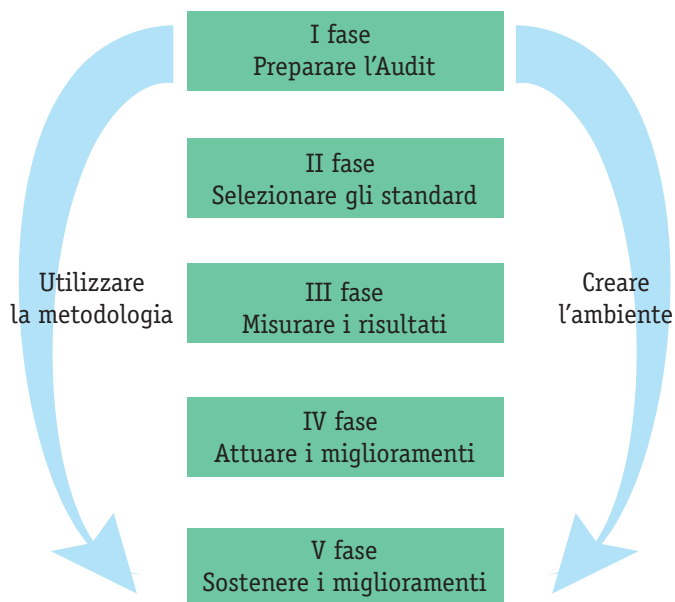 I fase
Preparare l'Audit
II fase
Selezionare gli standard
Utilizzare
la metodologia
III fase
Misurare i risultati
Creare
l'ambiente
IV fase
Attuare i miglioramenti
V fase
Sostenere i miglioramenti